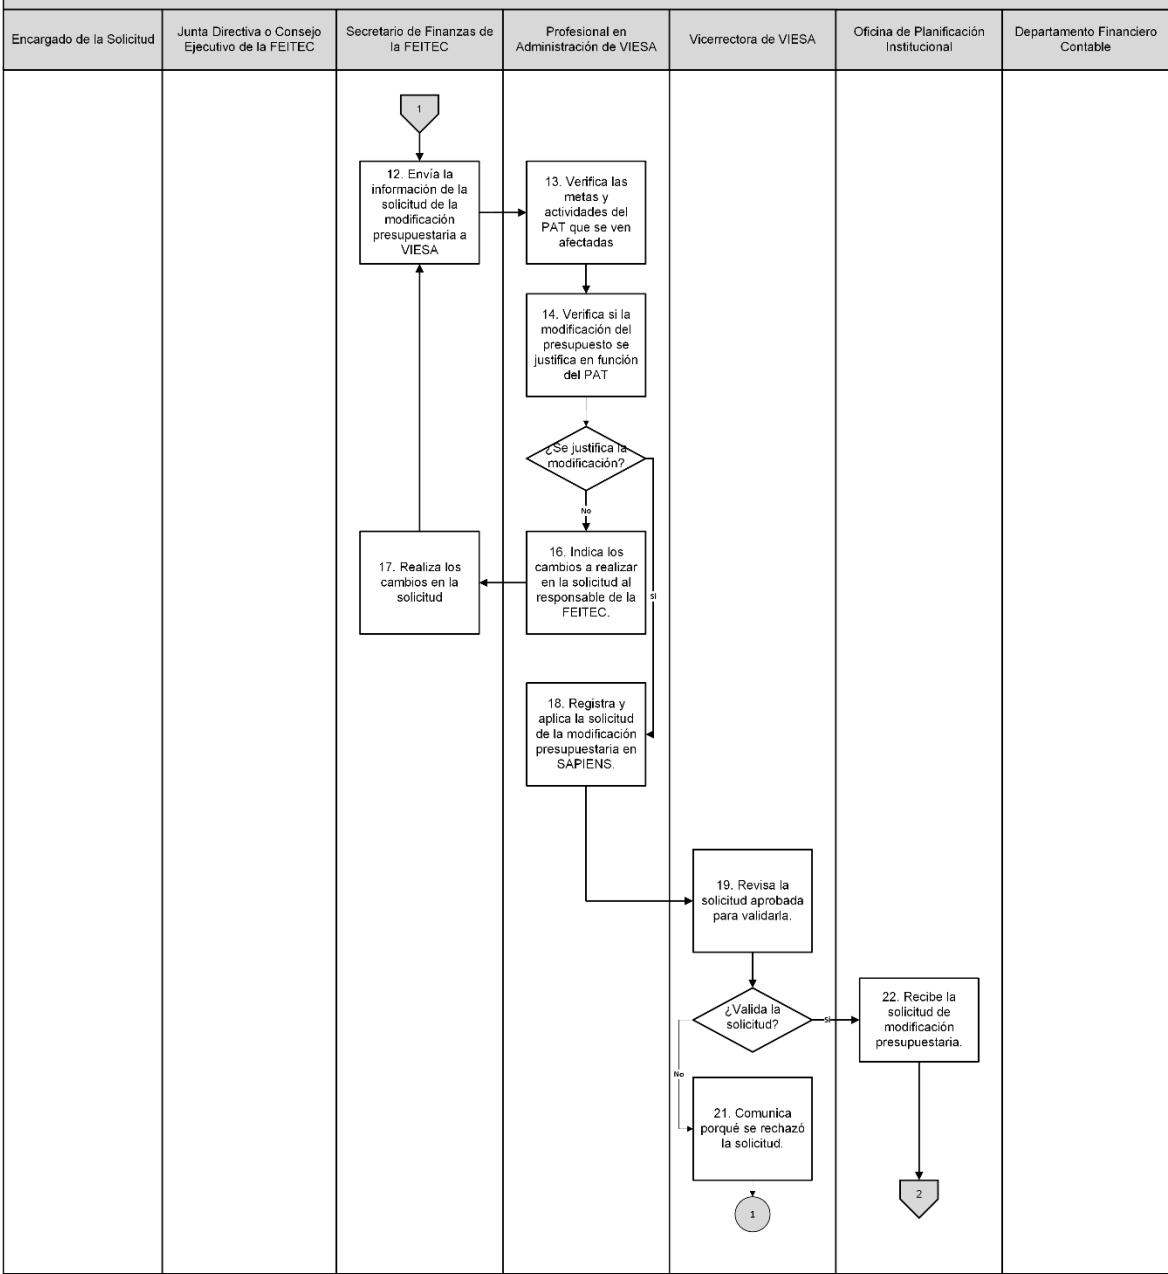 Encargado de la Solicitud
Junta Directiva o Consejo
Ejecutivo de la FEITEC
Secretario de Finanzas de
la FEITEC
Profesional en
Administración de VIESA
Vicerrectora de VIESA
Oficina de Planificación
Institucional
Departamento Financiero
Contable
1
12. Envía la
información de la
solicitud de la
modificación
presupuestaria a
VIESA
13. Verifica las
metas y
actividades del
PAT que se ven
afectadas
14. Verifica si la
modificación del
presupuesto se
justifica en función
del PAT
¿Se justifica la
modificación?
No
Si
17. Realiza los
cambios en la
solicitud
16. Indica los
cambios a realizar
en la solicitud al
responsable de la
FEITEC.
18. Registra y
aplica la solicitud
de la modificación
presupuestaria en
SAPIENS.
19. Revisa la
solicitud aprobada
para validarla.
¿Valida la
solicitud?
Si
22. Recibe la
solicitud de
modificación
presupuestaria.
No
21. Comunica
porqué se rechazó
la solicitud.
2
1